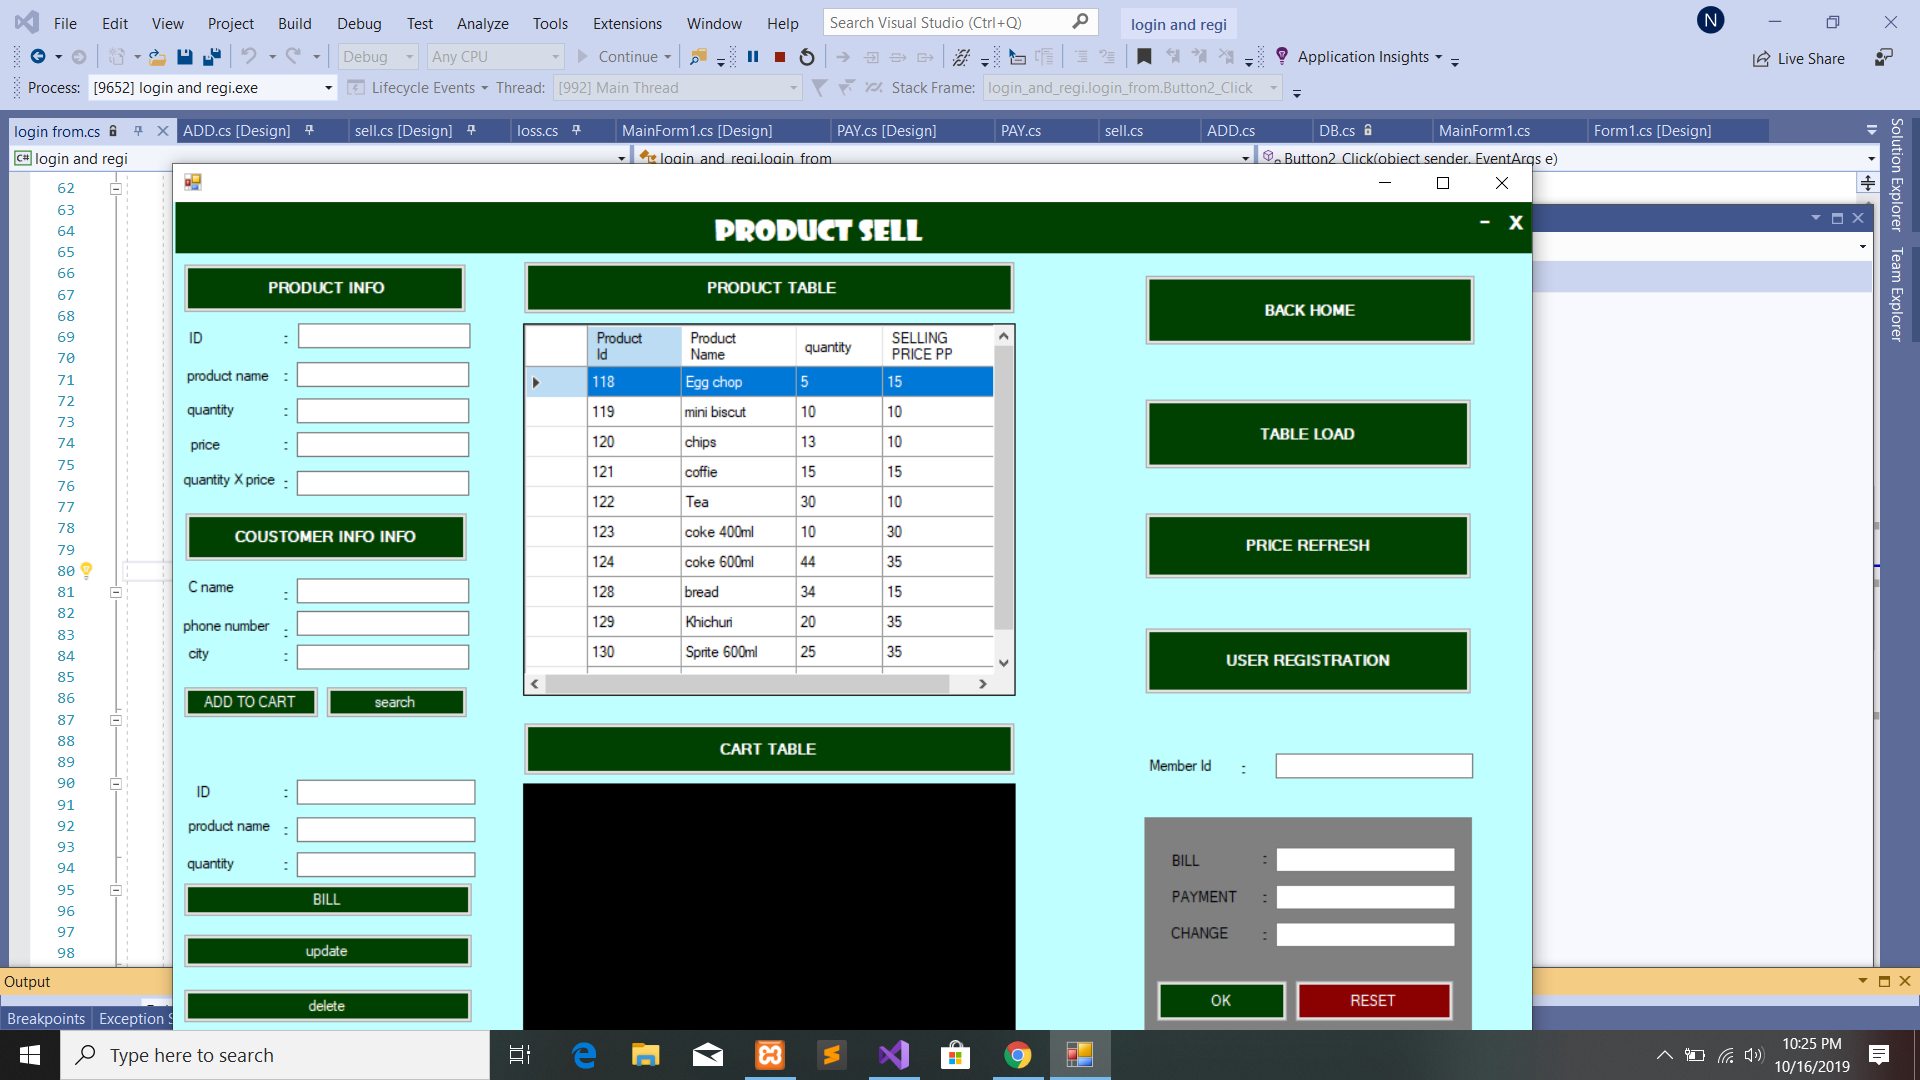 File Edit View Project Build Debug Test Analyze Tools Extensions Window Help Search Visual Studio (Ctrl+Q) login and regi N
Debug Any CPU Continue Application Insights Live Share
Process: [9652] login and regi.exe Lifecycle Events Thread: [992] Main Thread Stack Frame: login_and_regi.login_from.Button2_Click
login from.cs ADD.cs [Design] sell.cs [Design] loss.cs MainForm1.cs [Design] PAY.cs [Design] PAY.cs sell.cs ADD.cs DB.cs MainForm1.cs Form1.cs [Design]
C# login and regi login_and_regi.login_from Button2_Click(object sender, EventArgs e)
Solution Explorer
Team Explorer
62
63
64
65
66
67
68
69
70
71
72
73
74
75
76
77
78
79
80
81
82
83
84
85
86
87
88
89
90
91
92
93
94
95
96
97
98
PRODUCT SELL - X
PRODUCT INFO
ID :
product name :
quantity :
price :
quantity X price :
COUSTOMER INFO INFO
C name :
phone number :
city :
ADD TO CART search
ID :
product name :
quantity :
BILL
update
delete
PRODUCT TABLE
Product Id Product Name quantity SELLING PRICE PP
118 Egg chop 5 15
119 mini biscut 10 10
120 chips 13 10
121 coffie 15 15
122 Tea 30 10
123 coke 400ml 10 30
124 coke 600ml 44 35
128 bread 34 15
129 Khichuri 20 35
130 Sprite 600ml 25 35
CART TABLE
BACK HOME
TABLE LOAD
PRICE REFRESH
USER REGISTRATION
Member Id :
BILL :
PAYMENT :
CHANGE :
OK RESET
Output
Breakpoints Exception S
Type here to search
10:25 PM
10/16/2019